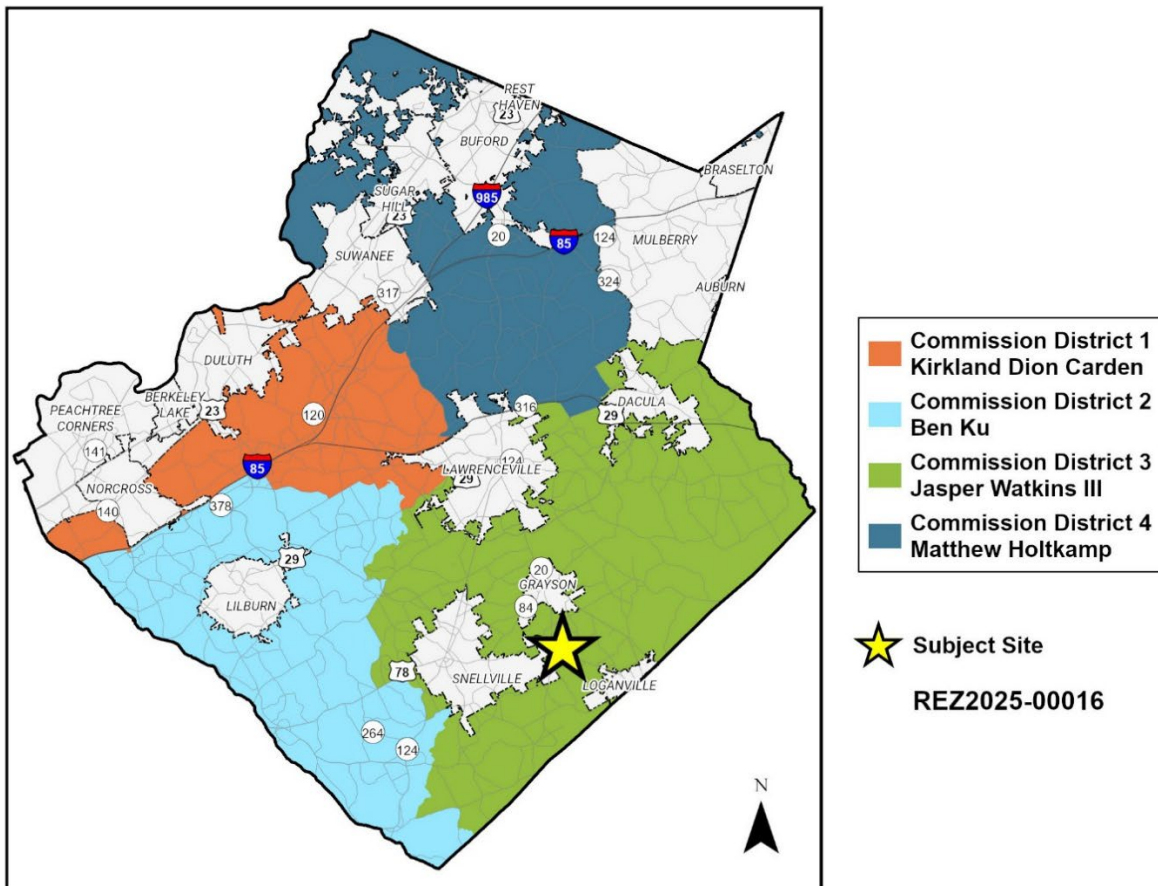 REST
HAVEN
23
BUFORD
BRASELTON
SUGAR
HILL
23
985
20
85
124
MULBERRY
SUWANEE
324
AUBURN
317
DULUTH
BERKELEY
LAKE
23
120
PEACHTREE
CORNERS
141
NORCROSS
140
85
378
316
29
DACULA
124
LAWRENCEVILLE
29
29
LILBURN
20
GRAYSON
84
78
SNELLVILLE
LOGANVILLE
264
124
N
Commission District 1
Kirkland Dion Carden
Commission District 2
Ben Ku
Commission District 3
Jasper Watkins III
Commission District 4
Matthew Holtkamp
Subject Site
REZ2025-00016